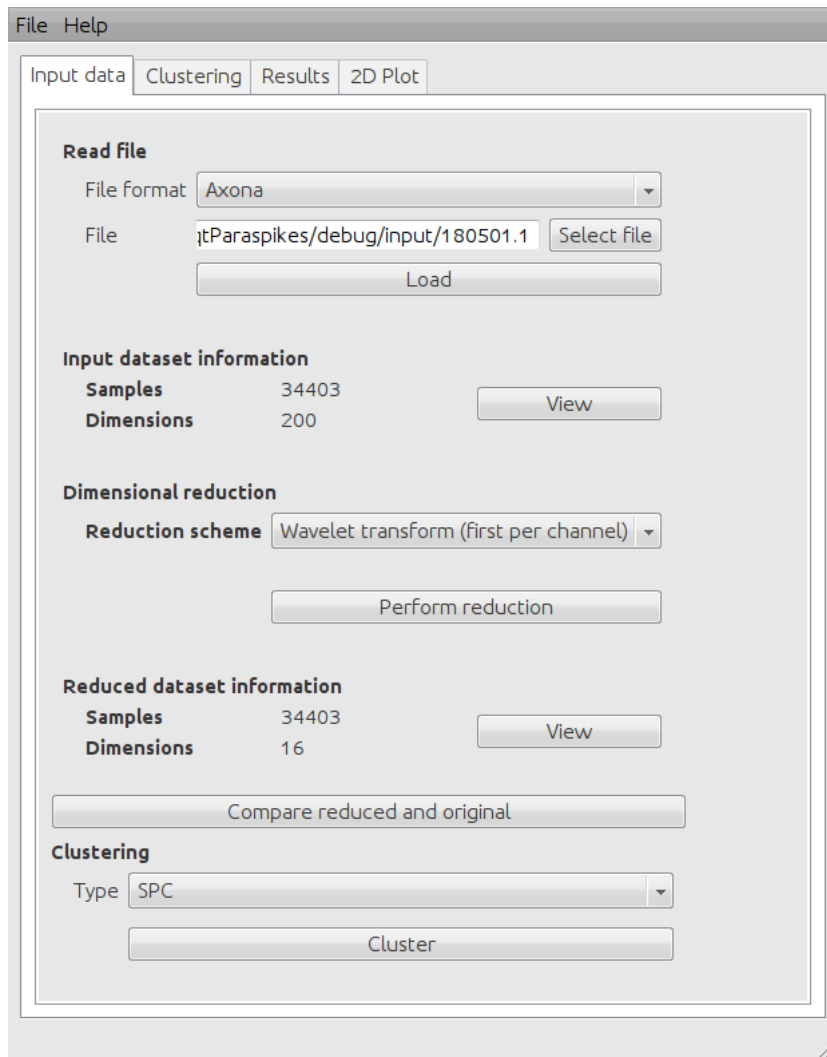 File Help
Input data Clustering Results 2D Plot
Read file
File format Axona
File qtParaspikes/debug/input/180501.1 Select file
Load
Input dataset information
Samples 34403
View
Dimensions 200
Dimensional reduction
Reduction scheme Wavelet transform (first per channel)
Perform reduction
Reduced dataset information
Samples 34403
View
Dimensions 16
Compare reduced and original
Clustering
Type SPC
Cluster